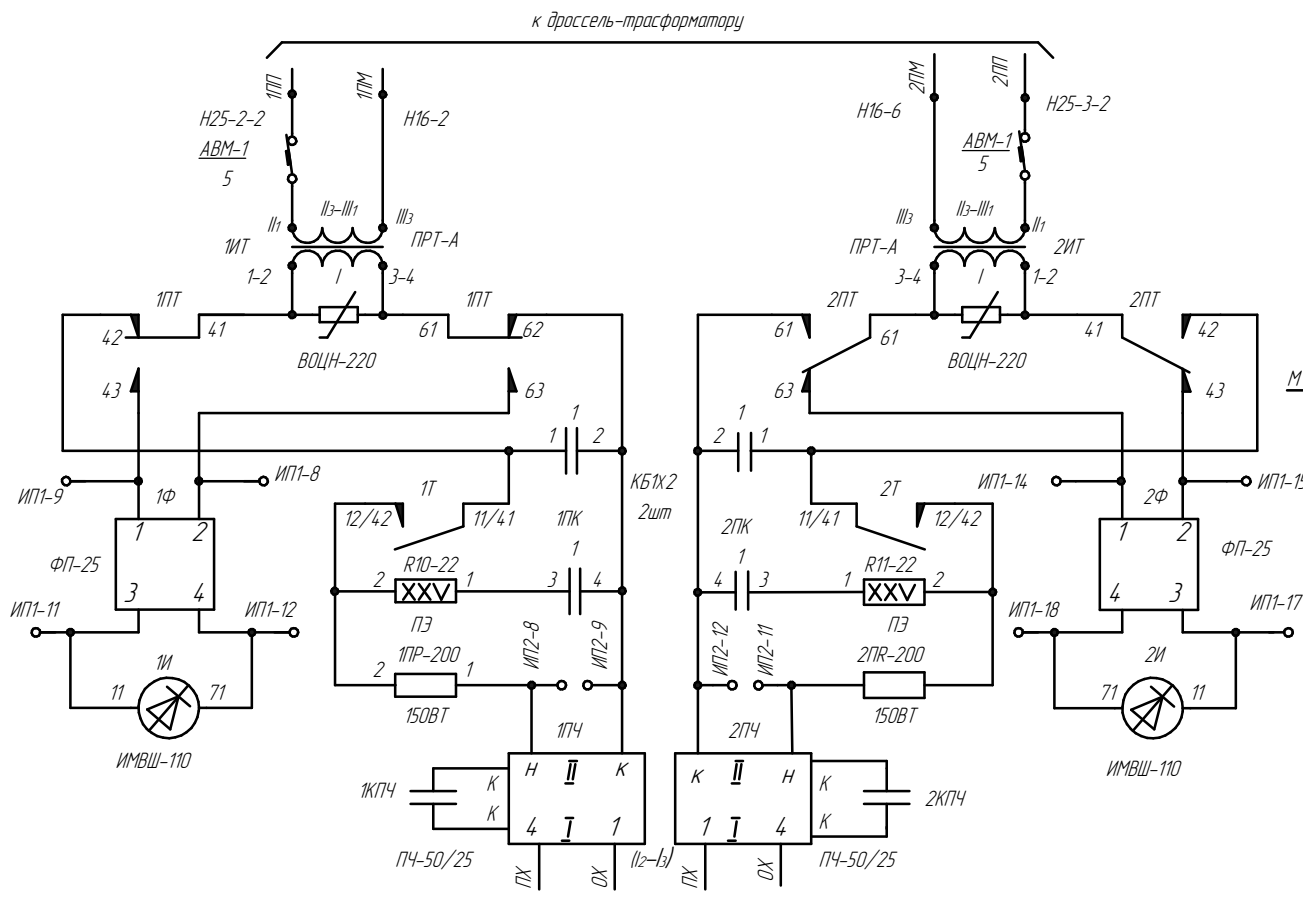 к дроссель-трасформатору
1ПП
1ПМ
2ПМ
2ПП
Н25-2-2
АВМ-1
5
Н16-2
Н16-6
Н25-3-2
АВМ-1
5
II1
II3-III1
III3
ПРТ-А
1ИТ
1-2
I
3-4
III3
II3-III1
II1
ПРТ-А
2ИТ
3-4
I
1-2
1ПТ
42
41
43
ВОЦН-220
1ПТ
61
62
63
2ПТ
61
61
63
ВОЦН-220
2ПТ
41
42
43
М
1
1
2
КБ1Х2
2шт
1
2
1
ИП1-9
1Ф
ИП1-8
1
2
3
4
ФП-25
ИП1-11
ИП1-12
1И
11
71
ИМВШ-110
1Т
12/42
11/41
1ПК
1
R10-22
2
XXV
1
3
4
ПЭ
1ПР-200
2
1
150ВТ
ИП2-8
ИП2-9
1ПЧ
Н
II
К
4
I
1
К
К
1КПЧ
ПЧ-50/25
(I2-I3)
ПХ
ОХ
2Т
11/41
12/42
2ПК
1
4
3
R11-22
1
XXV
2
ПЭ
2ПR-200
150ВТ
ИП2-12
ИП2-11
2ПЧ
К
II
Н
1
I
4
К
К
2КПЧ
ПЧ-50/25
ПХ
ОХ
ИП1-14
2Ф
ИП1-15
1
2
4
3
ФП-25
ИП1-18
ИП1-17
2И
71
11
ИМВШ-110